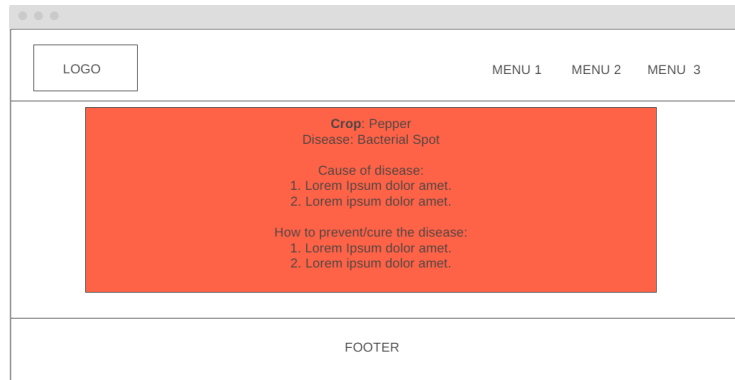 LOGO
MENU 1 MENU 2 MENU 3
Crop: Pepper
Disease: Bacterial Spot
Cause of disease:
1. Lorem Ipsum dolor amet.
2. Lorem ipsum dolor amet.
How to prevent/cure the disease:
1. Lorem Ipsum dolor amet.
2. Lorem ipsum dolor amet.
FOOTER